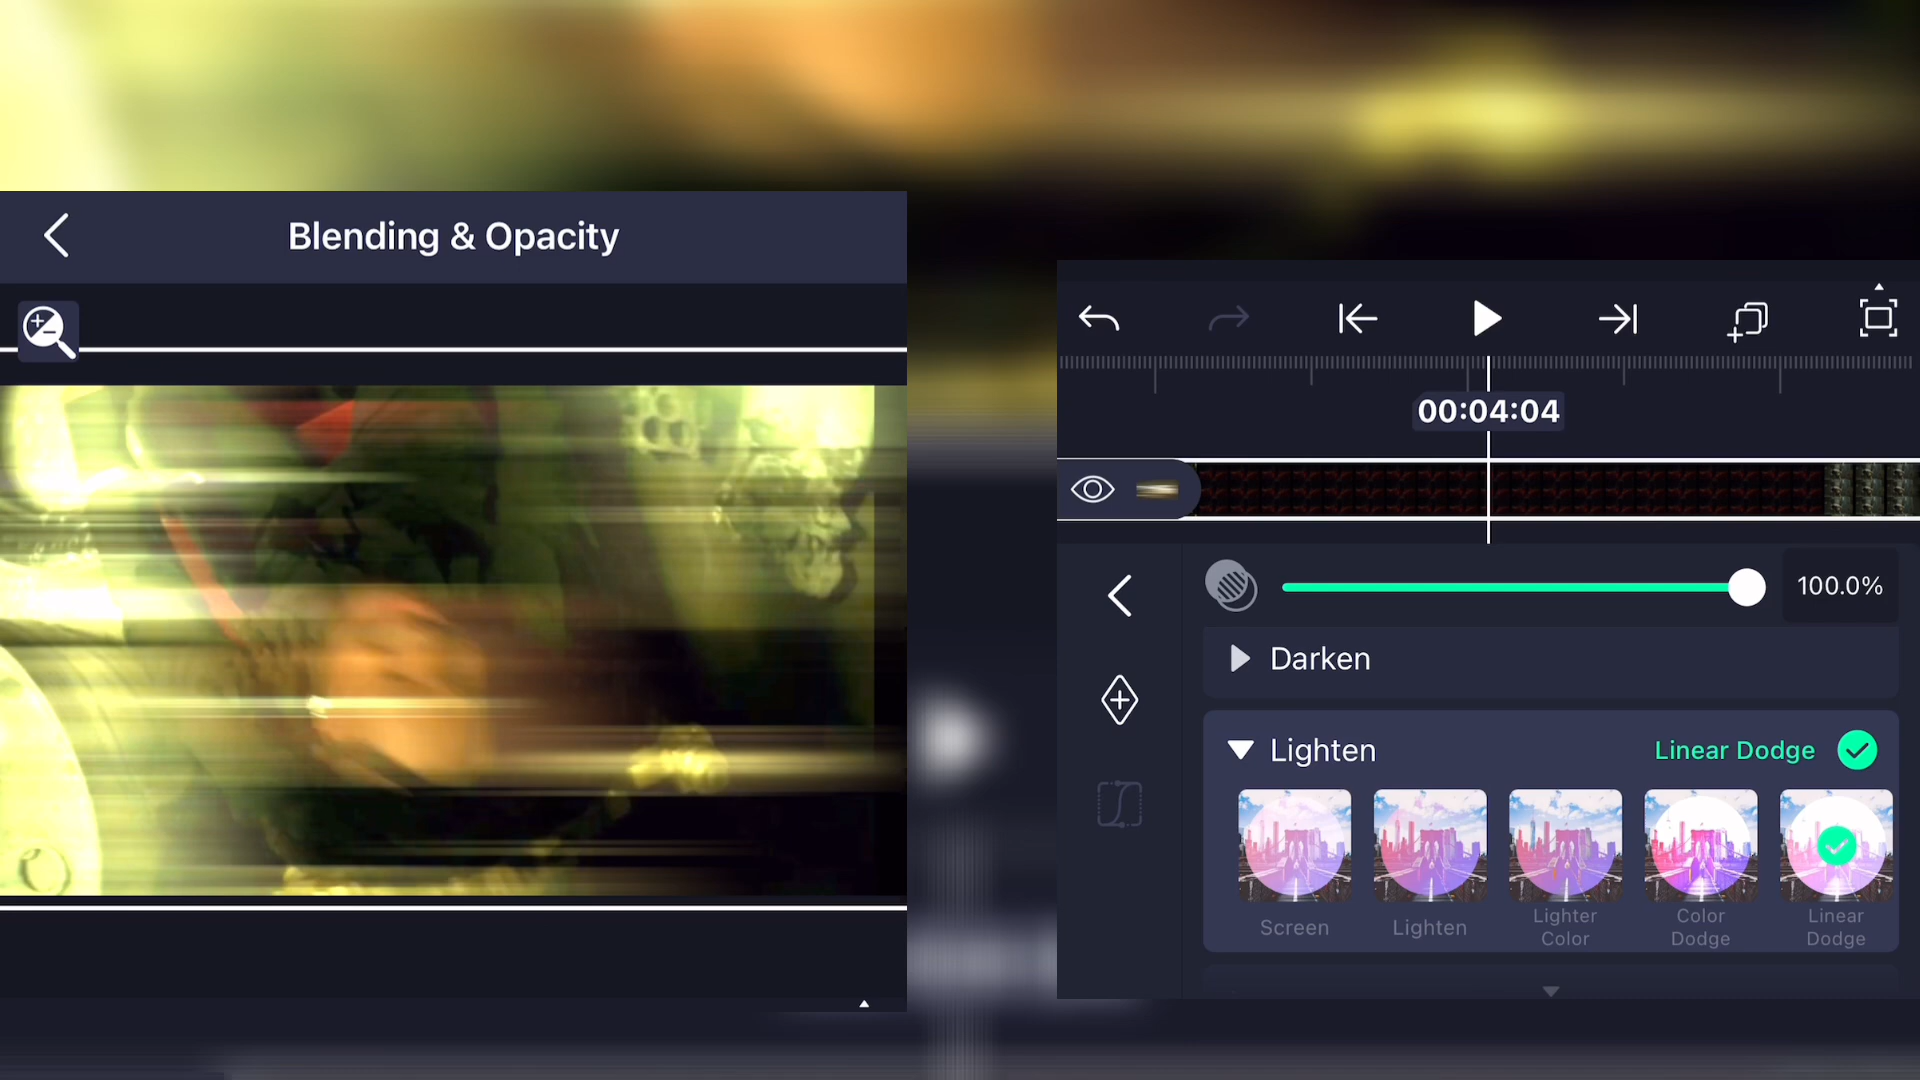 Blending & Opacity
00:04:04
100.0%
Darken
Lighten
Linear Dodge
Screen
Lighten
Lighter
Color
Color
Dodge
Linear
Dodge